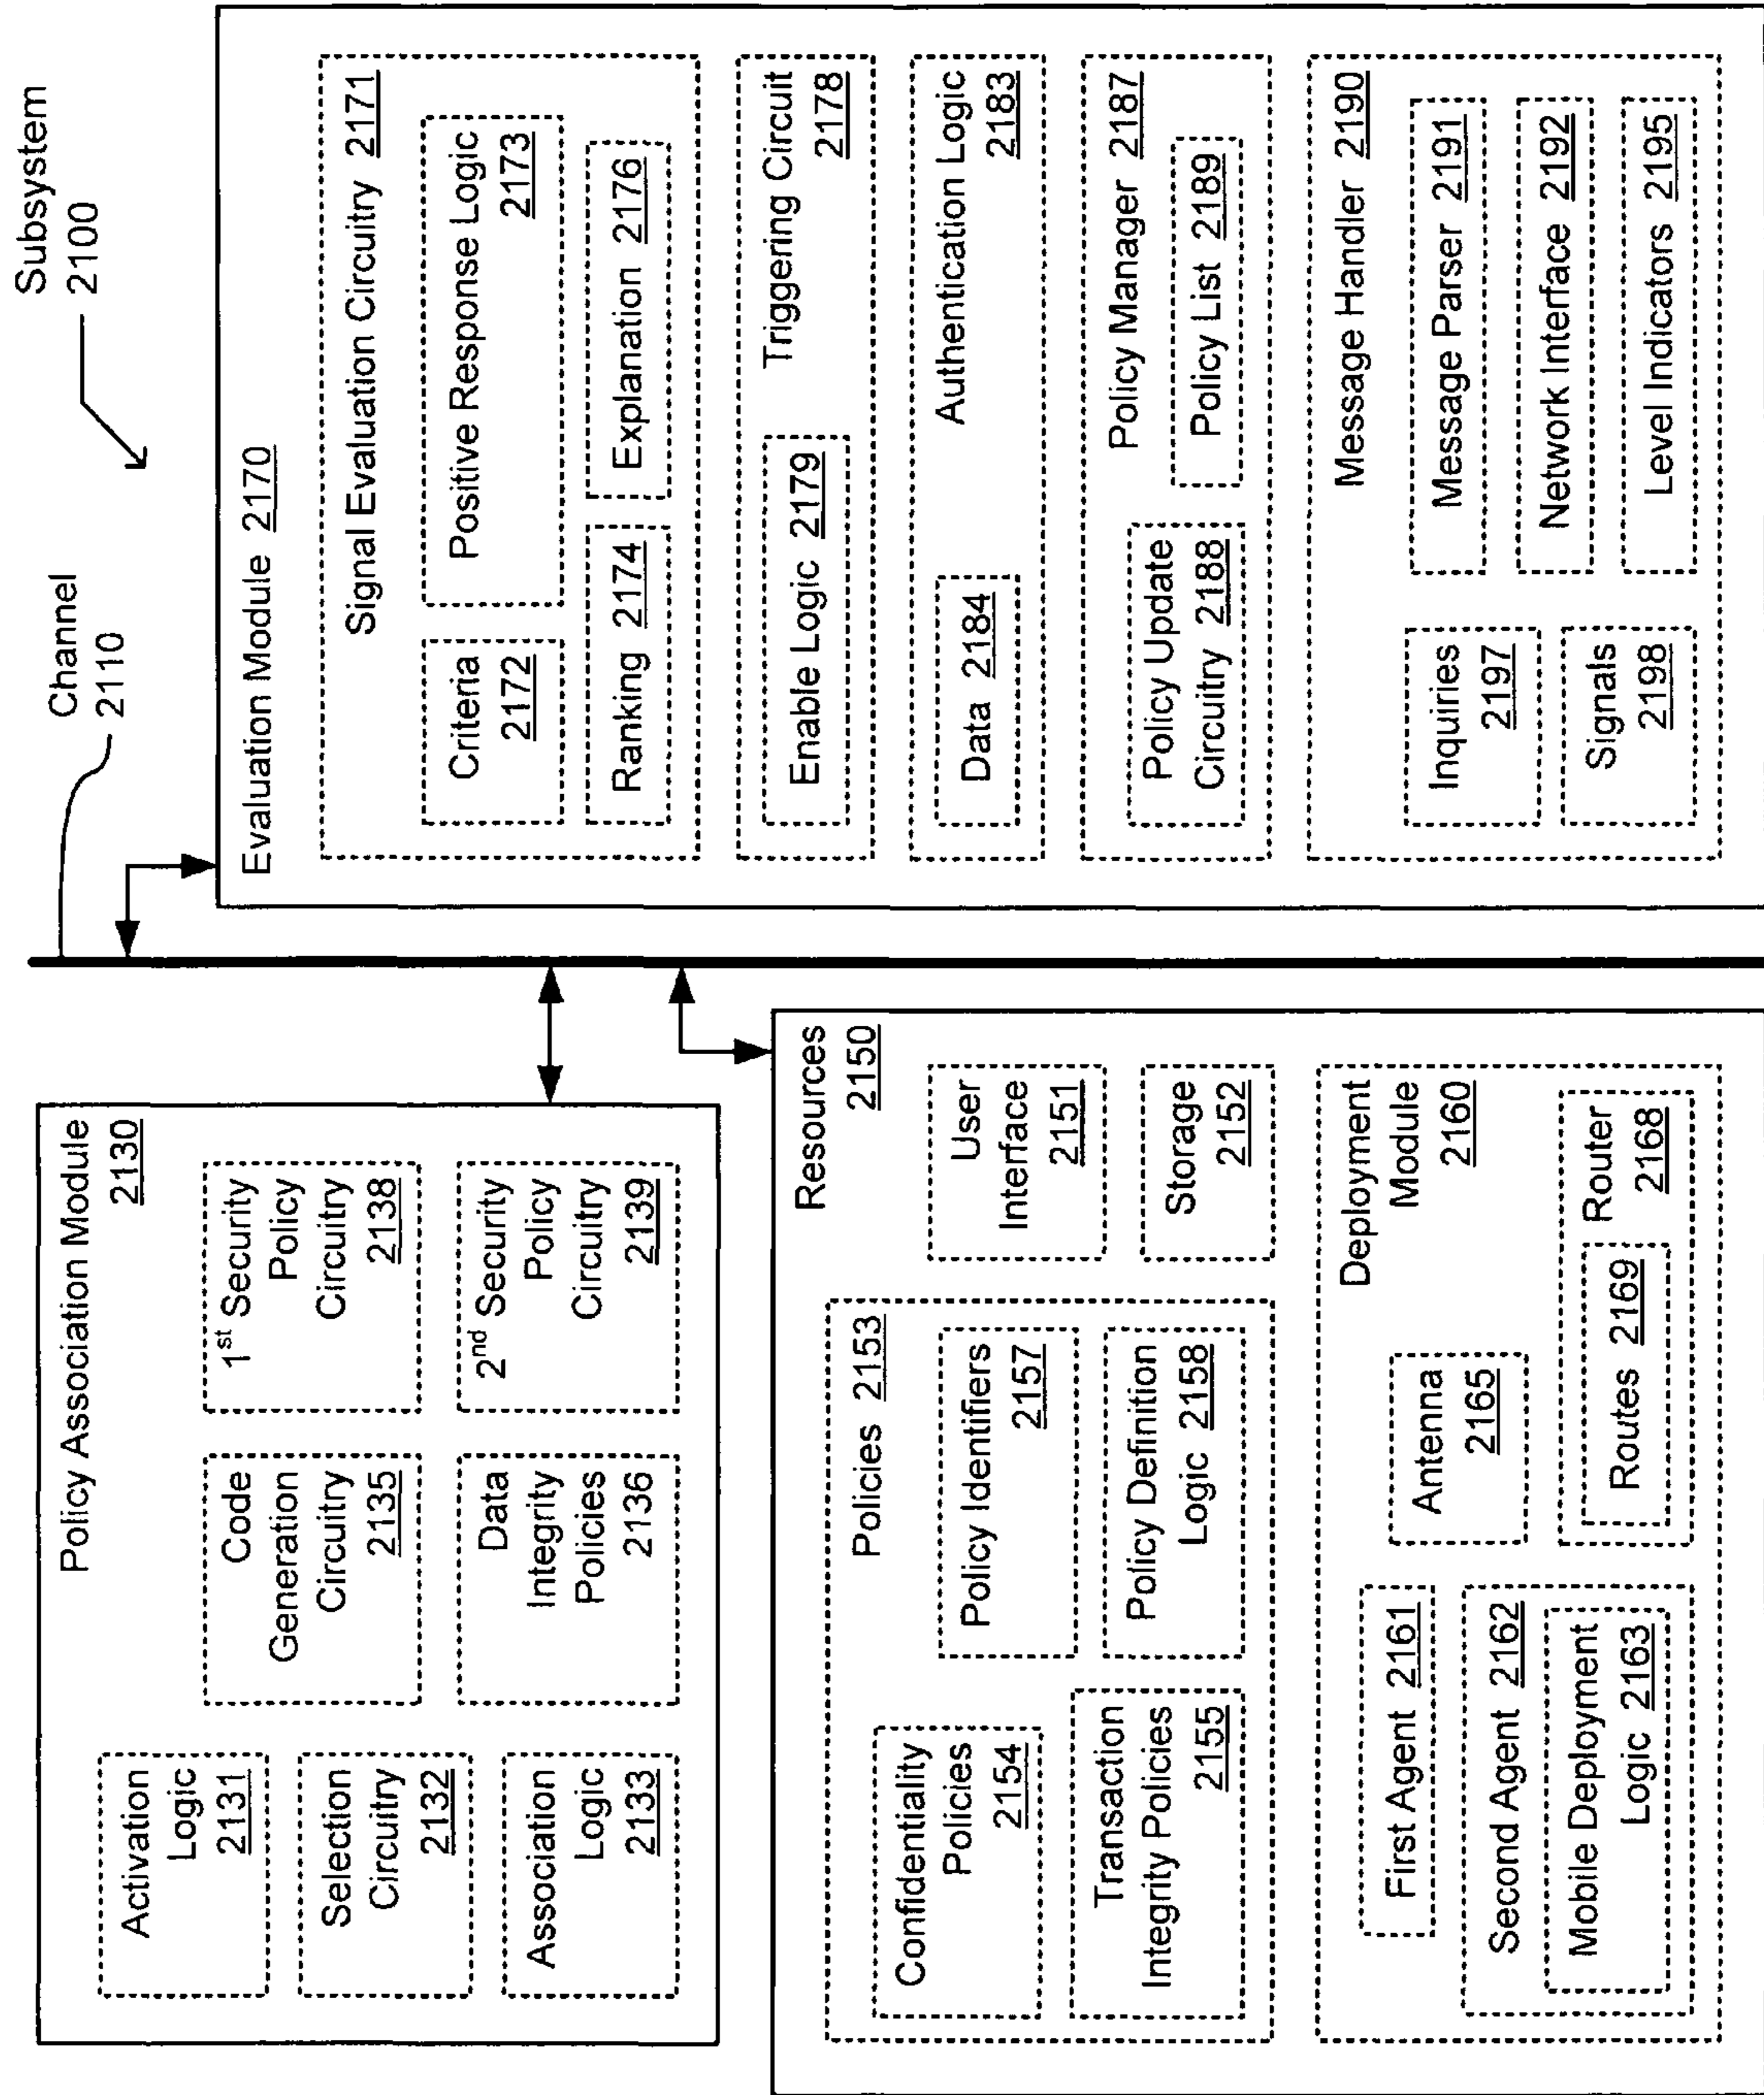 Subsystem
2100
Channel
2110
Policy Association Module
2130
Activation
Logic
2131
Selection
Circuitry
2132
Association
Logic
2133
Code
Generation
Circuitry
2135
Data
Integrity
Policies
2136
1st Security
Policy
Circuitry
2138
2nd Security
Policy
Circuitry
2139
Resources
2150
User
Interface
2151
Storage
2152
Policies 2153
Confidentiality
Policies
2154
Transaction
Integrity Policies
2155
Policy Identifiers
2157
Policy Definition
Logic 2158
Deployment
Module
2160
First Agent 2161
Second Agent 2162
Mobile Deployment
Logic 2163
Antenna
2165
Router
2168
Routes 2169
Evaluation Module 2170
Signal Evaluation Circuitry 2171
Criteria
2172
Positive Response Logic
2173
Ranking 2174
Explanation 2176
Triggering Circuit
2178
Enable Logic 2179
Authentication Logic
2183
Data 2184
Policy Manager 2187
Policy Update
Circuitry 2188
Policy List 2189
Message Handler 2190
Message Parser 2191
Network Interface 2192
Level Indicators 2195
Inquiries
2197
Signals
2198